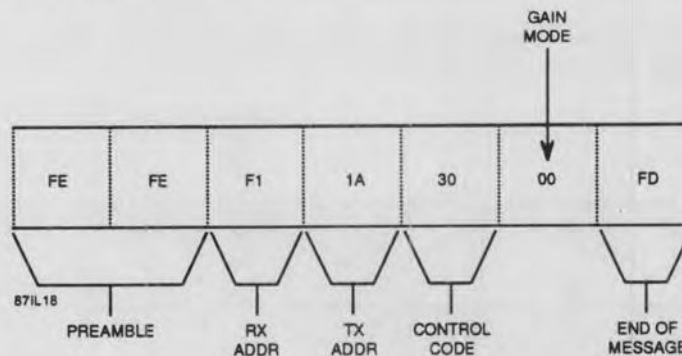 GAIN
MODE
FE FE F1 1A 30 00 FD
87IL18
PREAMBLE
RX
ADDR
TX
ADDR
CONTROL
CODE
END OF
MESSAGE